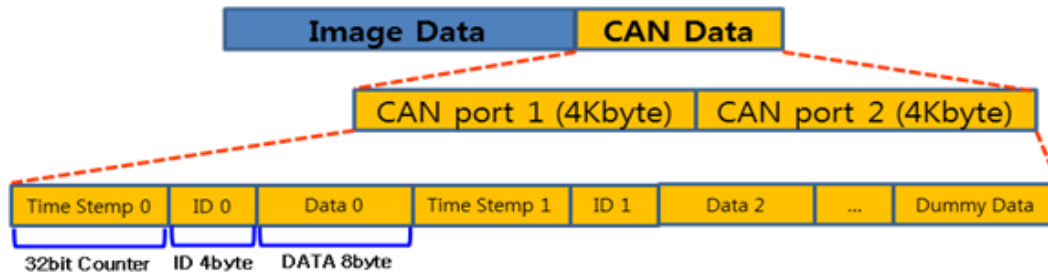 Image Data CAN Data
CAN port 1 (4Kbyte) CAN port 2 (4Kbyte)
Time Stemp 0 ID 0 Data 0 Time Stemp 1 ID 1 Data 2 ... Dummy Data
32bit Counter ID 4byte DATA 8byte